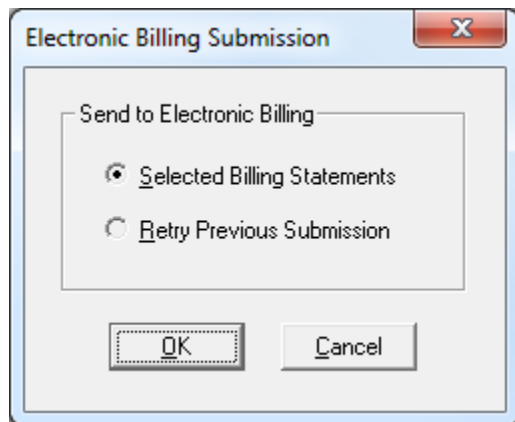 Electronic Billing Submission
Send to Electronic Billing
Selected Billing Statements
Retry Previous Submission
OK Cancel